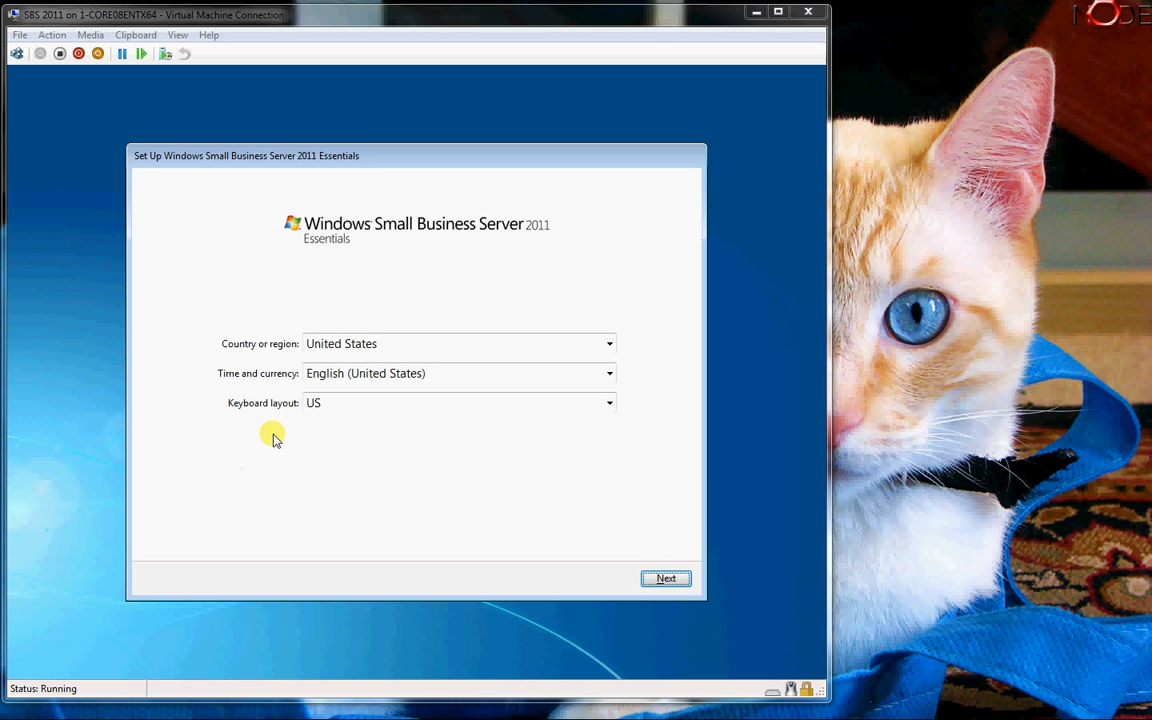 SBS 2011 on 1-CORE08ENTX64 - Virtual Machine Connection
File Action Media Clipboard View Help
Set Up Windows Small Business Server 2011 Essentials
Windows Small Business Server 2011
Essentials
Country or region: United States
Time and currency: English (United States)
Keyboard layout: US
Next
Status: Running
NODE